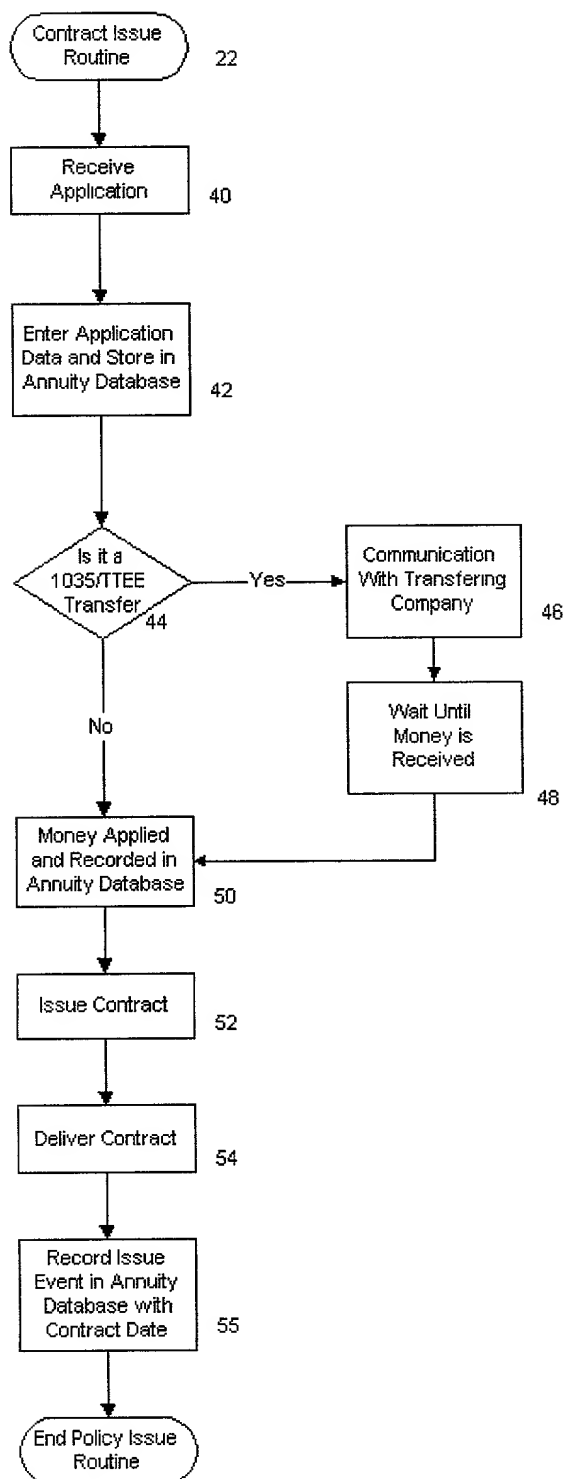 Contract Issue
Routine
22
Receive
Application
40
Enter Application
Data and Store in
Annuity Database
42
Is it a
1035/TTEE
Transfer
44
Yes
Communication
With Transfering
Company
46
No
Wait Until
Money is
Received
48
Money Applied
and Recorded in
Annuity Database
50
Issue Contract
52
Deliver Contract
54
Record Issue
Event in Annuity
Database with
Contract Date
55
End Policy Issue
Routine